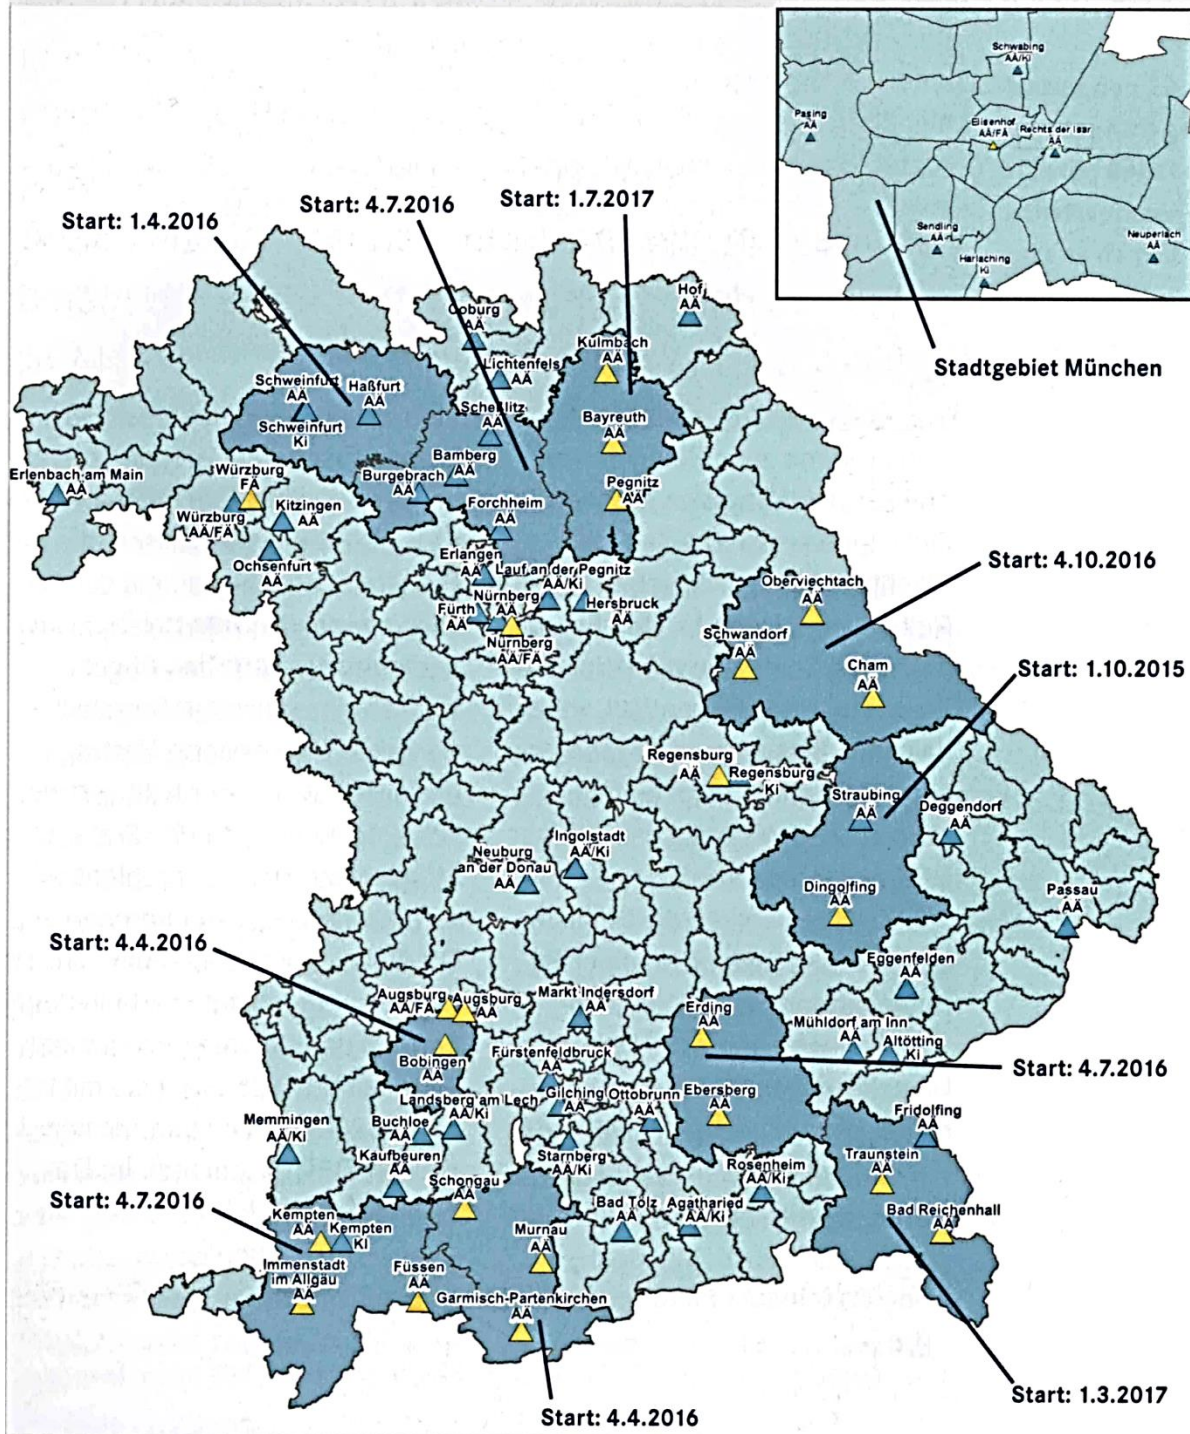 Schwabing
AÄ/Ki
Pasing
AÄ
Elisenhof
AÄ/FÄ
Rechts der Isar
AÄ
Sendling
AÄ
Harlaching
Ki
Neuperlach
AÄ
Stadtgebiet München
Start: 1.4.2016
Start: 4.7.2016
Start: 1.7.2017
Hof
AÄ
Coburg
AÄ
Kulmbach
AÄ
Lichtenfels
AÄ
Schweinfurt
AÄ
Haßfurt
AÄ
Schweinfurt
Ki
Scheßlitz
AÄ
Bayreuth
AÄ
Bamberg
AÄ
Erlenbach am Main
AÄ
Würzburg
FÄ
Burgebrach
AÄ
Pegnitz
AÄ
Würzburg
AÄ/FÄ
Kitzingen
AÄ
Forchheim
AÄ
Ochsenfurt
AÄ
Erlangen
AÄ
Lauf an der Pegnitz
AÄ/Ki
Nürnberg
AÄ
Hersbruck
AÄ
Fürth
AÄ
Nürnberg
AÄ/FÄ
Start: 4.10.2016
Oberviechtach
AÄ
Schwandorf
AÄ
Cham
AÄ
Start: 1.10.2015
Regensburg
AÄ
Regensburg
Ki
Straubing
AÄ
Deggendorf
AÄ
Ingolstadt
AÄ/Ki
Neuburg
an der Donau
AÄ
Dingolfing
AÄ
Passau
AÄ
Start: 4.4.2016
Eggenfelden
AÄ
Augsburg
AÄ/FÄ
Augsburg
AÄ
Markt Indersdorf
AÄ
Erding
AÄ
Mühldorf am Inn
AÄ
Altötting
Ki
Bobingen
AÄ
Fürstenfeldbruck
AÄ
Start: 4.7.2016
Landsberg am Lech
AÄ/Ki
Gilching
AÄ
Ottobrunn
AÄ
Ebersberg
AÄ
Memmingen
AÄ/Ki
Buchloe
AÄ
Fridolfing
AÄ
Kaufbeuren
AÄ
Starnberg
AÄ/Ki
Rosenheim
AÄ/Ki
Traunstein
AÄ
Start: 4.7.2016
Schongau
AÄ
Kempten
AÄ
Kempten
Ki
Murnau
AÄ
Bad Tölz
AÄ
Agatharied
AÄ/Ki
Bad Reichenhall
AÄ
Immenstadt
im Allgäu
AÄ
Füssen
AÄ
Garmisch-Partenkirchen
AÄ
Start: 1.3.2017
Start: 4.4.2016